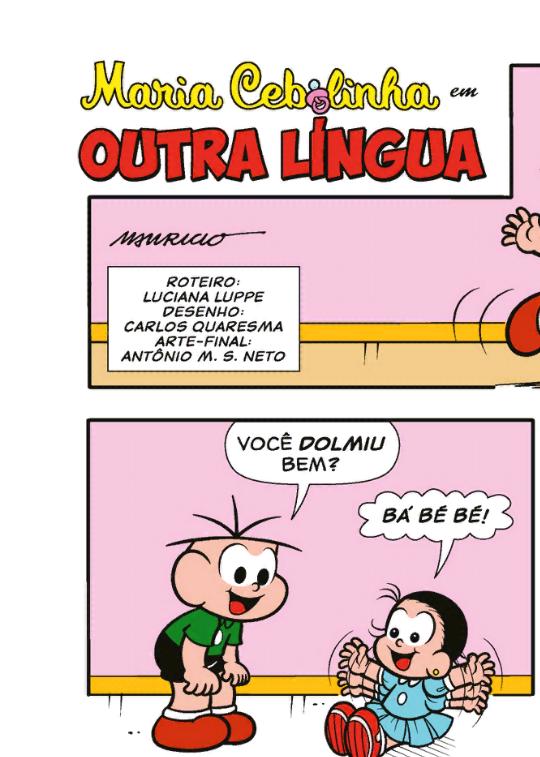 Maria Cebolinha em
OUTRA LÍNGUA
MAURICIO
ROTEIRO:
LUCIANA LUPPE
DESENHO:
CARLOS QUARESMA
ARTE-FINAL:
ANTÔNIO M. S. NETO
VOCÊ DOLMIU
BEM?
BÁ BÉ BÉ!